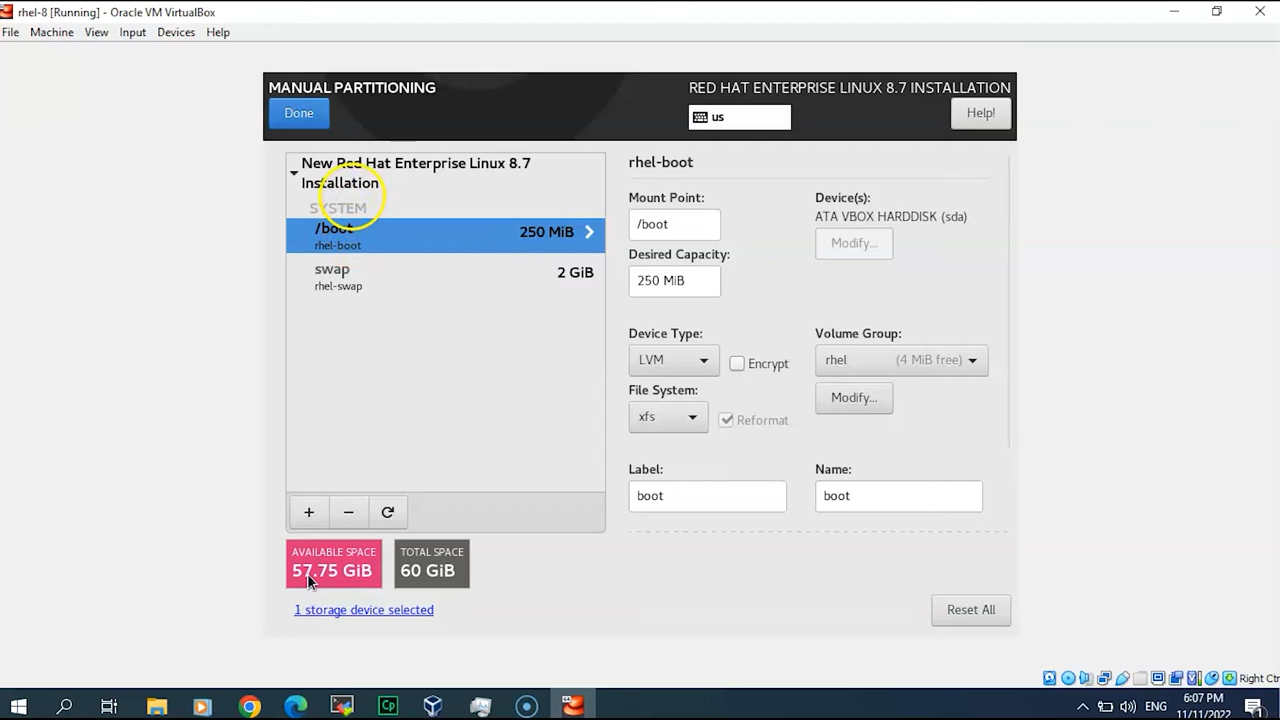 rhel-8 [Running] - Oracle VM VirtualBox
File Machine View Input Devices Help
MANUAL PARTITIONING
RED HAT ENTERPRISE LINUX 8.7 INSTALLATION
Done
us
Help!
New Red Hat Enterprise Linux 8.7
Installation
SYSTEM
/boot
250 MiB
rhel-boot
swap
2 GiB
rhel-swap
+ −
AVAILABLE SPACE
57.75 GiB
TOTAL SPACE
60 GiB
1 storage device selected
rhel-boot
Mount Point:
/boot
Desired Capacity:
250 MiB
Device(s):
ATA VBOX HARDDISK (sda)
Modify...
Device Type:
LVM
Encrypt
Volume Group:
rhel (4 MiB free)
Modify...
File System:
xfs
Reformat
Label:
boot
Name:
boot
Reset All
Right Ctrl
Cp
ENG
6:07 PM
11/11/2022
1